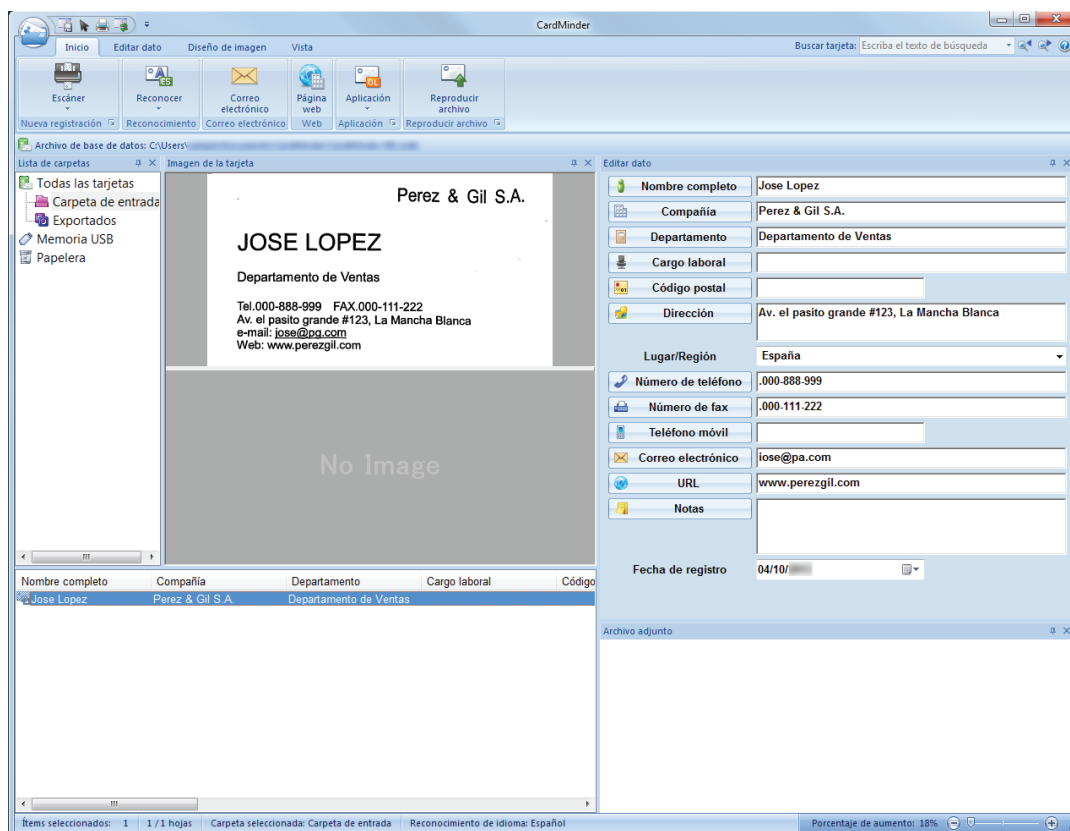 CardMinder
Inicio Editar dato Diseño de imagen Vista Buscar tarjeta: Escriba el texto de búsqueda
Escáner Reconocer Correo electrónico Página web Aplicación Reproducir archivo
Nueva registración Reconocimiento Correo electrónico Web Aplicación Reproducir archivo
Archivo de base de datos: C:\Users\
Lista de carpetas
Todas las tarjetas
Carpeta de entrada
Exportados
Memoria USB
Papelera
Imagen de la tarjeta
Perez & Gil S.A.
JOSE LOPEZ
Departamento de Ventas
Tel.000-888-999 FAX.000-111-222
Av. el pasito grande #123, La Mancha Blanca
e-mail: jose@pg.com
Web: www.perezgil.com
No Image
Editar dato
Nombre completo Jose Lopez
Compañía Perez & Gil S.A.
Departamento Departamento de Ventas
Cargo laboral
Código postal
Dirección Av. el pasito grande #123, La Mancha Blanca
Lugar/Región España
Número de teléfono .000-888-999
Número de fax .000-111-222
Teléfono móvil
Correo electrónico iose@pa.com
URL www.perezgil.com
Notas
Fecha de registro 04/10/
Nombre completo Compañía Departamento Cargo laboral Código
Jose Lopez Perez & Gil S.A. Departamento de Ventas
Archivo adjunto
Ítems seleccionados: 1 1 / 1 hojas Carpeta seleccionada: Carpeta de entrada Reconocimiento de idioma: Español Porcentaje de aumento: 18%